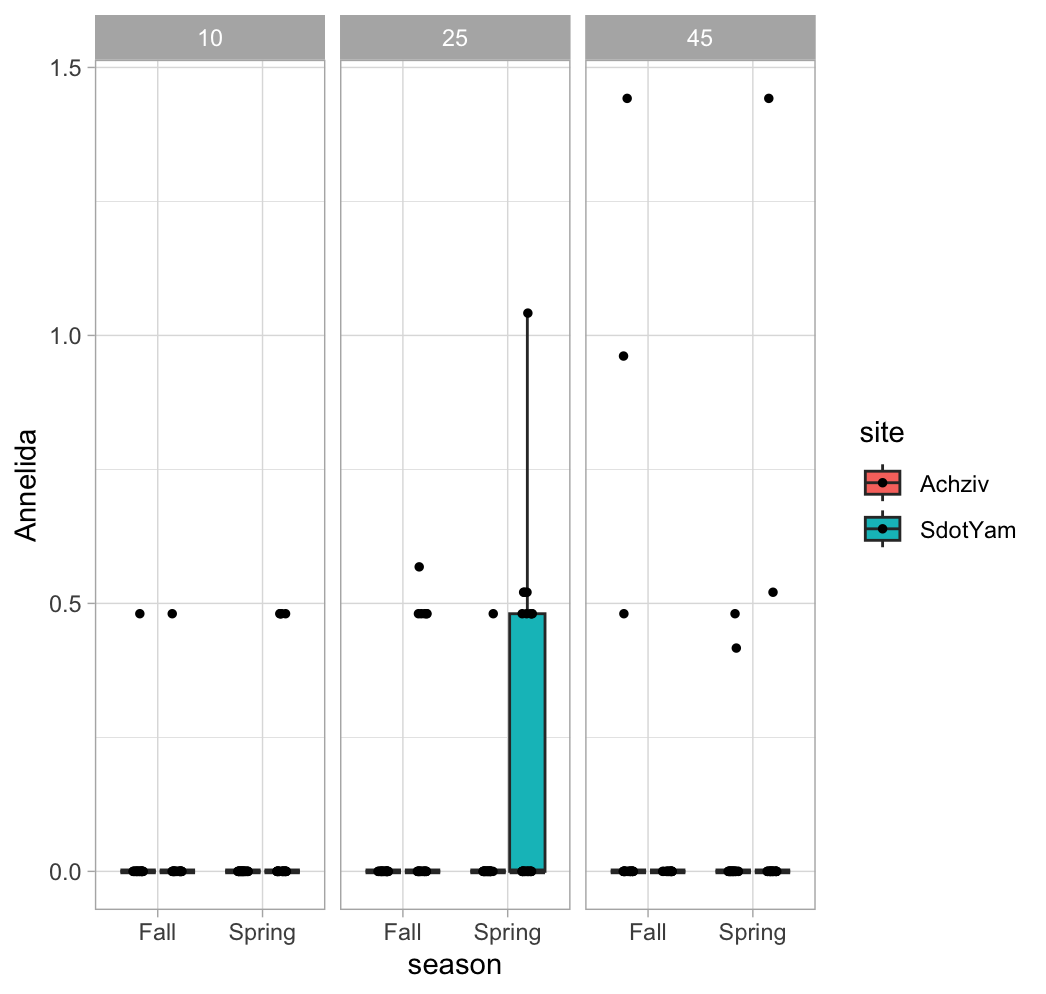 10 25 45
1.5
1.0
0.5
0.0
Annelida
Fall Spring Fall Spring Fall Spring
season
site
Achziv
SdotYam